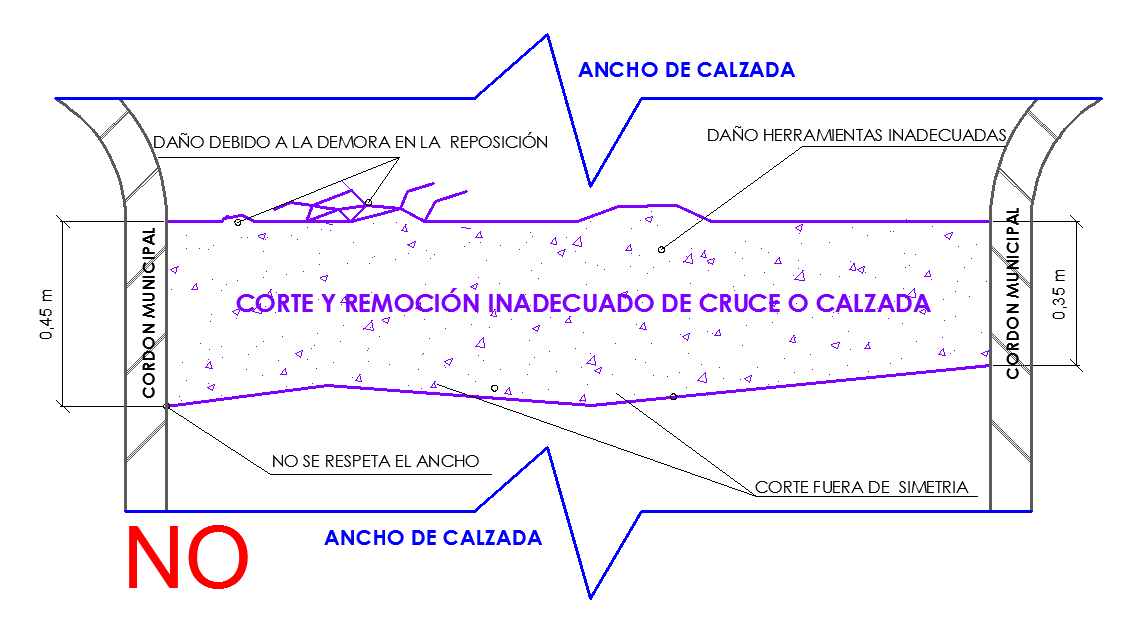 ANCHO DE CALZADA
DAÑO DEBIDO A LA DEMORA EN LA REPOSICIÓN
DAÑO HERRAMIENTAS INADECUADAS
CORDON MUNICIPAL
0,45 m
CORTE Y REMOCIÓN INADECUADO DE CRUCE O CALZADA
CORDON MUNICIPAL
0,35 m
NO SE RESPETA EL ANCHO
CORTE FUERA DE SIMETRIA
ANCHO DE CALZADA
NO